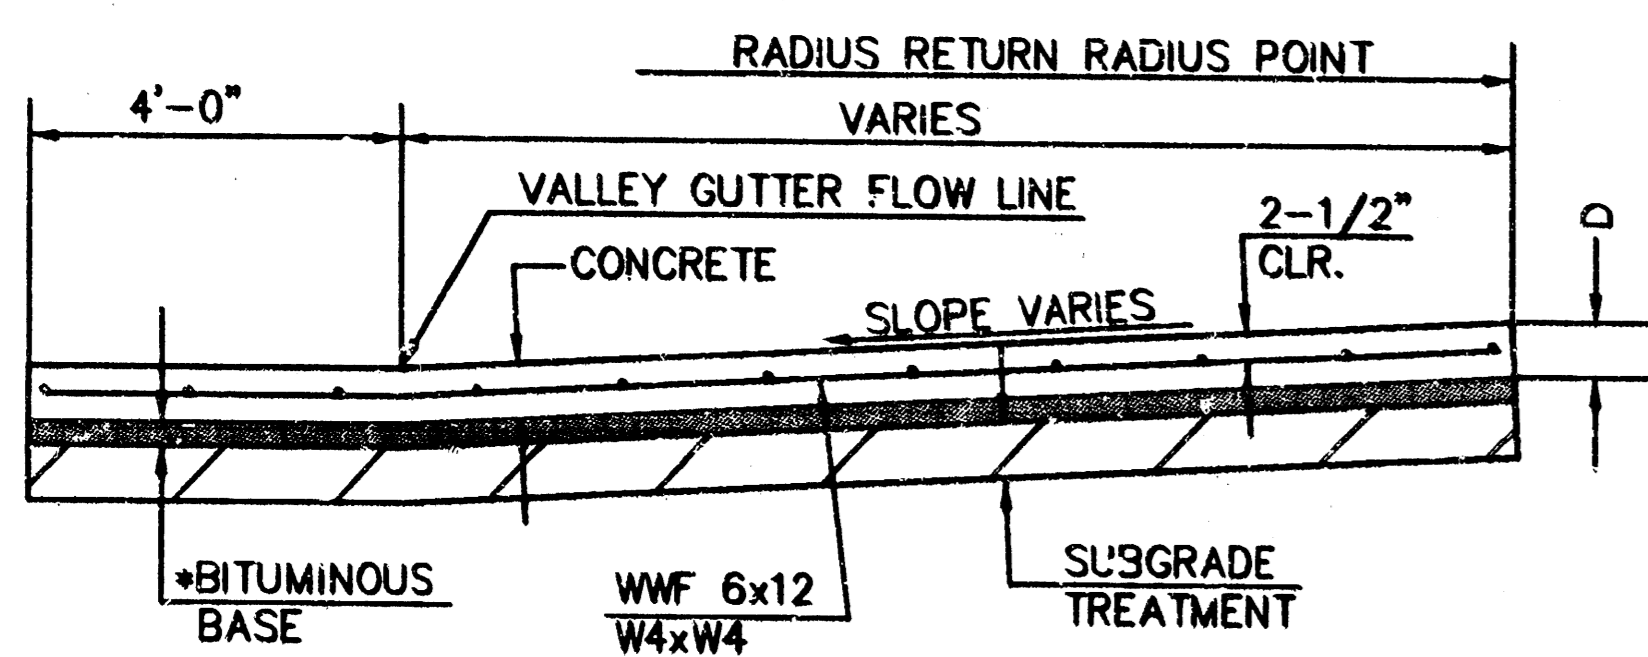 RADIUS RETURN RADIUS POINT
4'-0"
VARIES
VALLEY GUTTER FLOW LINE
2-1/2"
CLR.
D
CONCRETE
SLOPE VARIES
*BITUMINOUS
BASE
WWF 6x12
W4xW4
SUBGRADE
TREATMENT